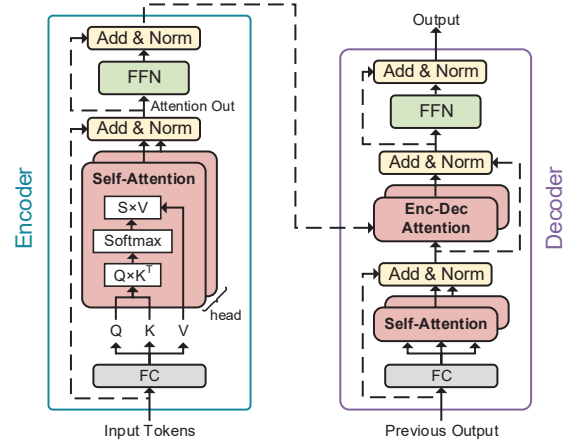 Encoder
Add & Norm
FFN
Attention Out
Add & Norm
Self-Attention
S×V
Softmax
Q×K^T
head
Q K V
FC
Input Tokens
Output
Decoder
Add & Norm
FFN
Add & Norm
Enc-Dec
Attention
Add & Norm
Self-Attention
FC
Previous Output